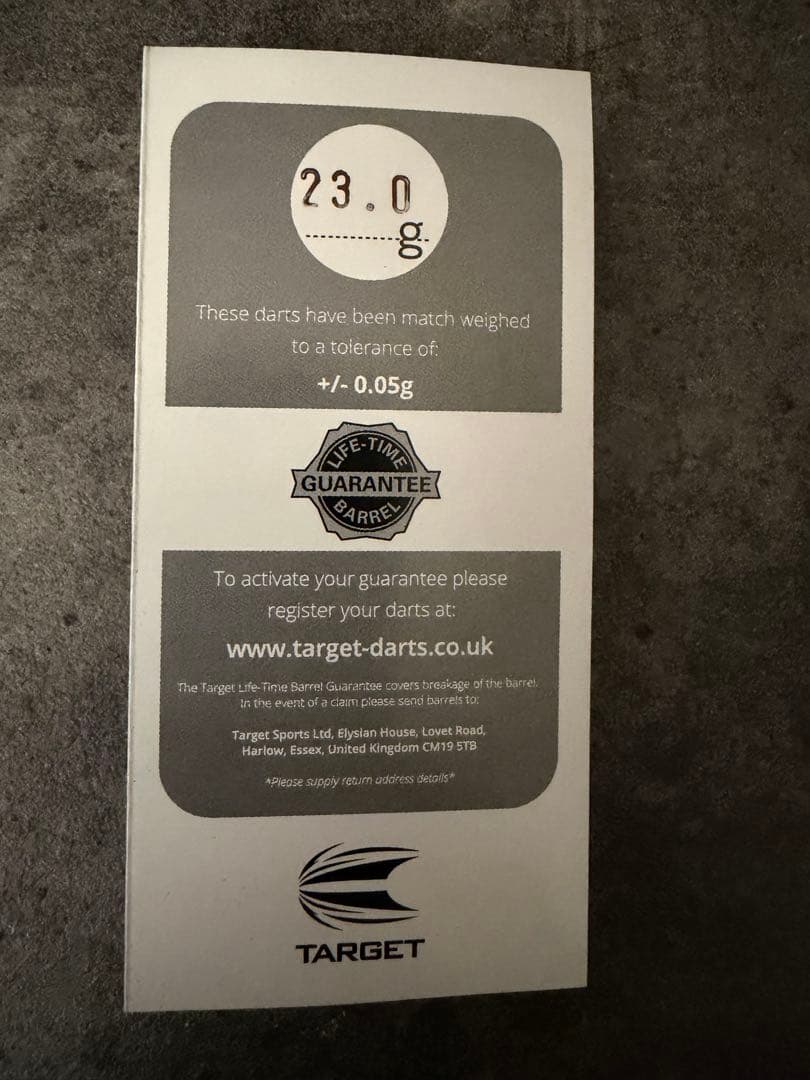 23.0
g
These darts have been match weighed
to a tolerance of:
+/- 0.05g
LIFE-TIME
GUARANTEE
BARREL
To activate your guarantee please
register your darts at:
www.target-darts.co.uk
The Target Life-Time Barrel Guarantee covers breakage of the barrel.
In the event of a claim please send barrels to:
Target Sports Ltd, Elysian House, Lovet Road,
Harlow, Essex, United Kingdom CM19 5TB
*Please supply return address details*
TARGET